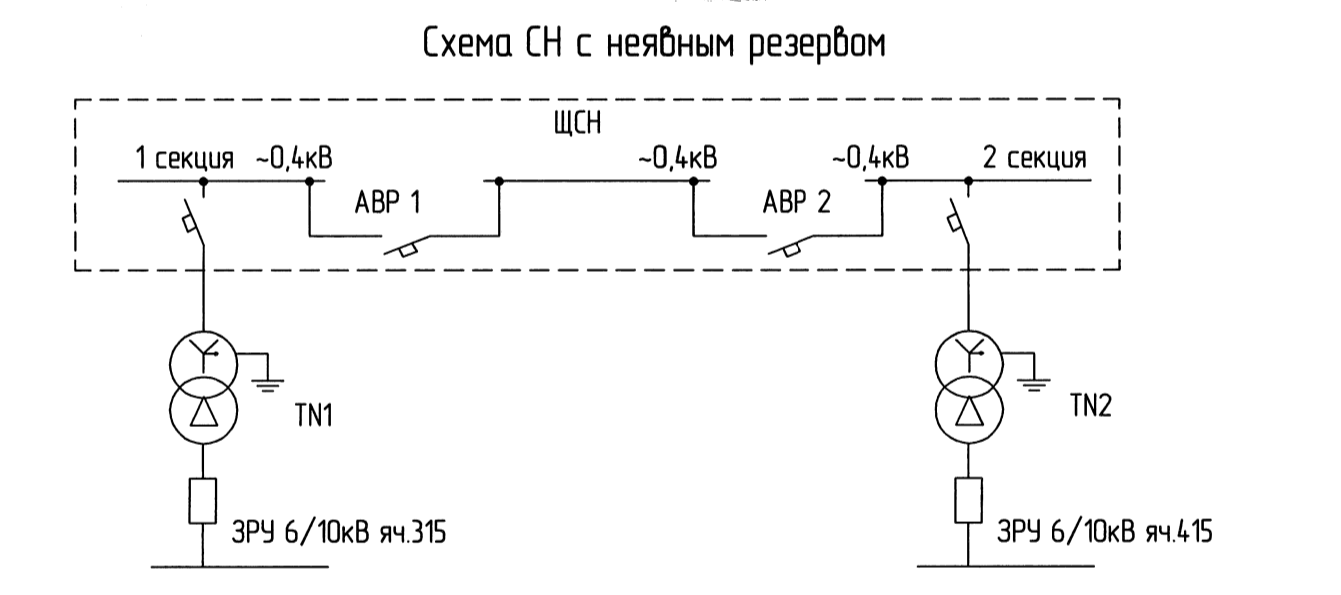 Схема СН с неявным резервом
ЩСН
1 секция ~0,4кВ ~0,4кВ ~0,4кВ 2 секция
АВР 1 АВР 2
TN1 TN2
ЗРУ 6/10кВ яч.315 ЗРУ 6/10кВ яч.415